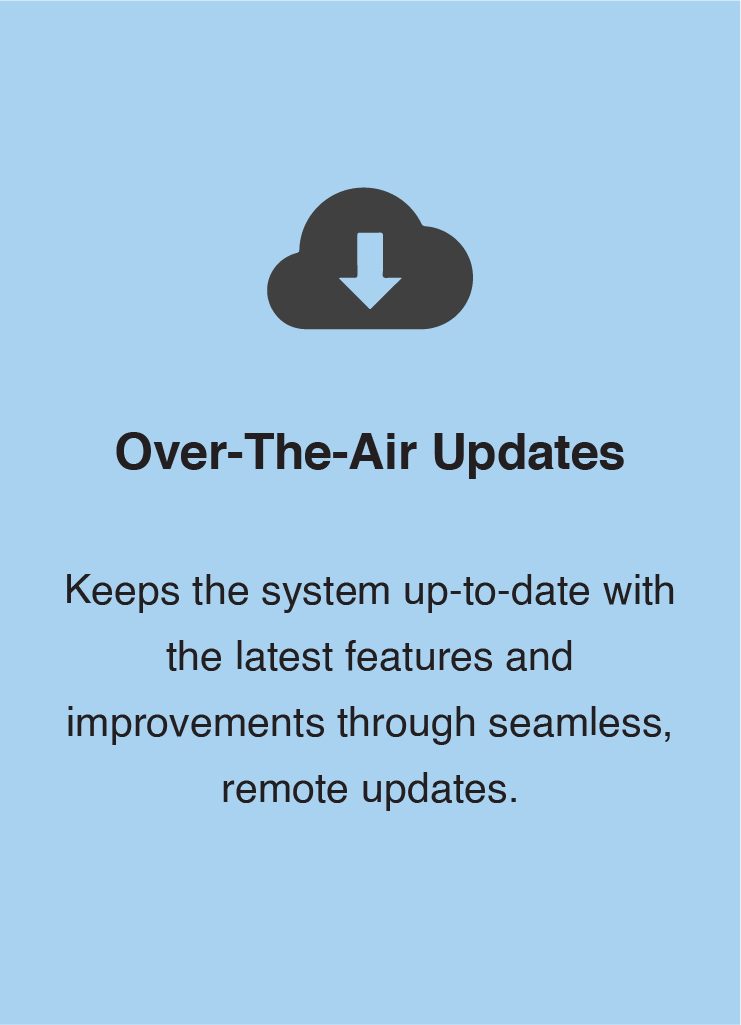 Over-The-Air Updates
Keeps the system up-to-date with
the latest features and
improvements through seamless,
remote updates.